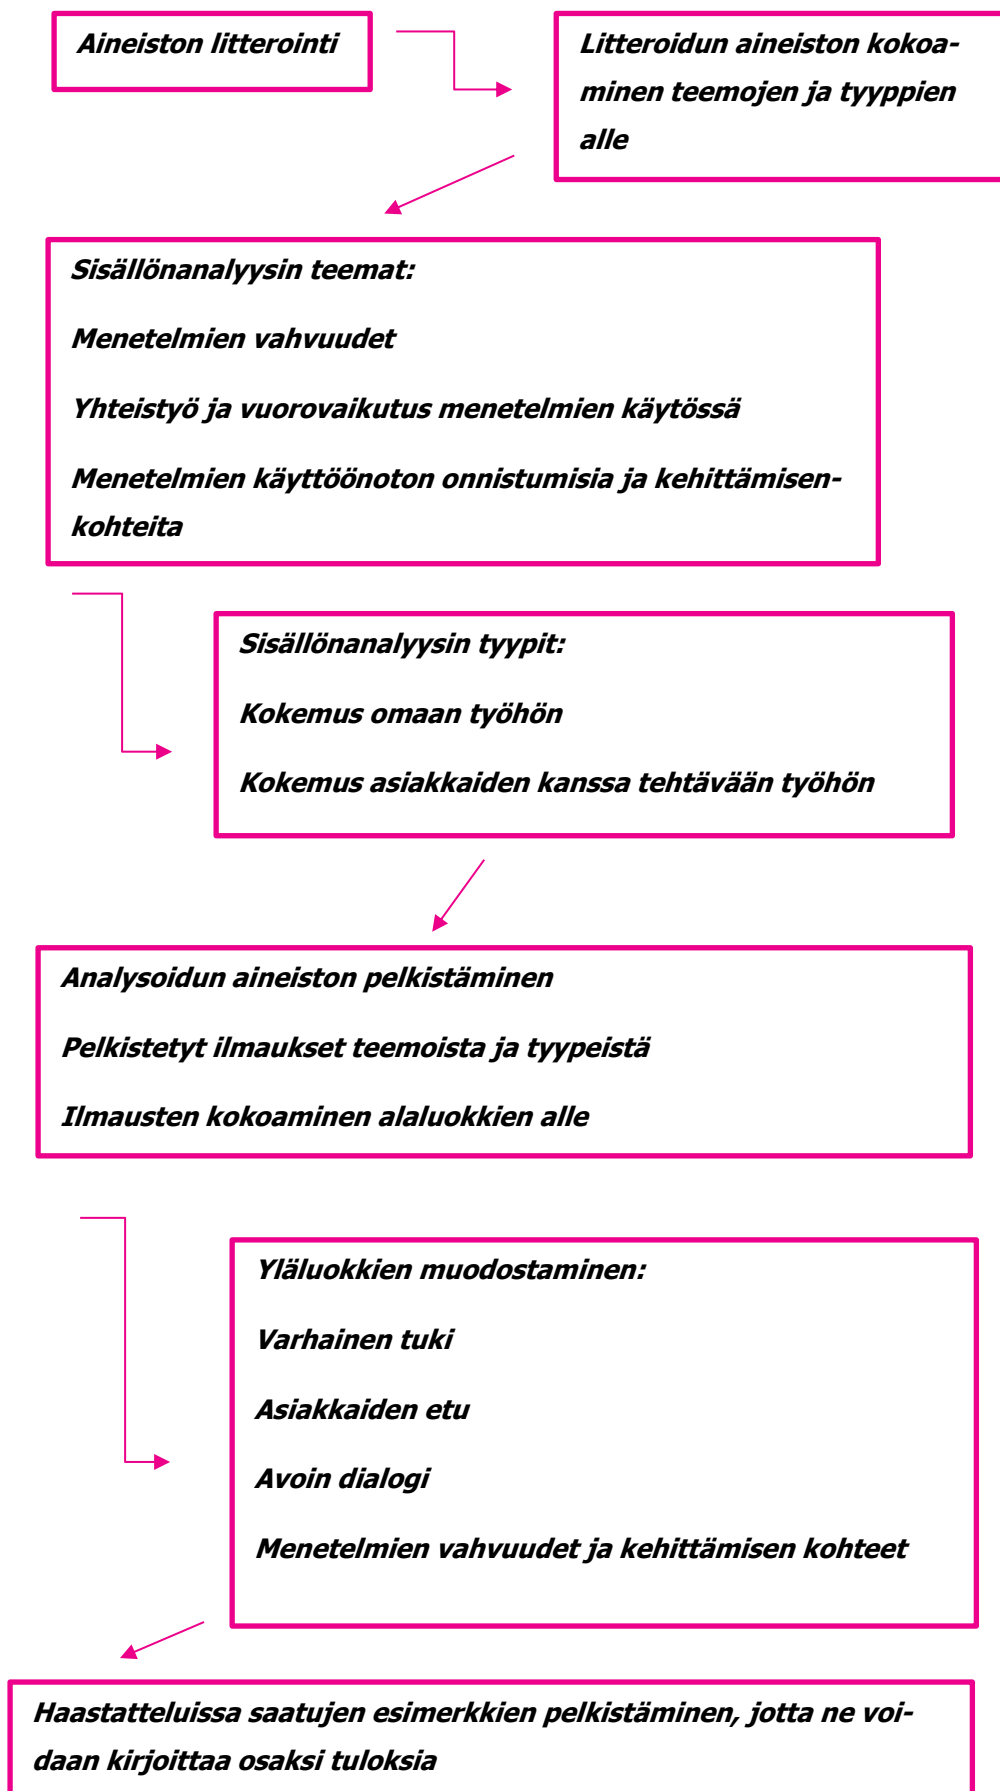 Aineiston litterointi
Litteroidun aineiston kokoa-
minen teemojen ja tyyppien
alle
Sisällönanalyysin teemat:
Menetelmien vahvuudet
Yhteistyö ja vuorovaikutus menetelmien käytössä
Menetelmien käyttöönoton onnistumisia ja kehittämisen-
kohteita
Sisällönanalyysin tyypit:
Kokemus omaan työhön
Kokemus asiakkaiden kanssa tehtävään työhön
Analysoidun aineiston pelkistäminen
Pelkistetyt ilmaukset teemoista ja tyypeistä
Ilmausten kokoaminen alaluokkien alle
Yläluokkien muodostaminen:
Varhainen tuki
Asiakkaiden etu
Avoin dialogi
Menetelmien vahvuudet ja kehittämisen kohteet
Haastatteluissa saatujen esimerkkien pelkistäminen, jotta ne voi-
daan kirjoittaa osaksi tuloksia